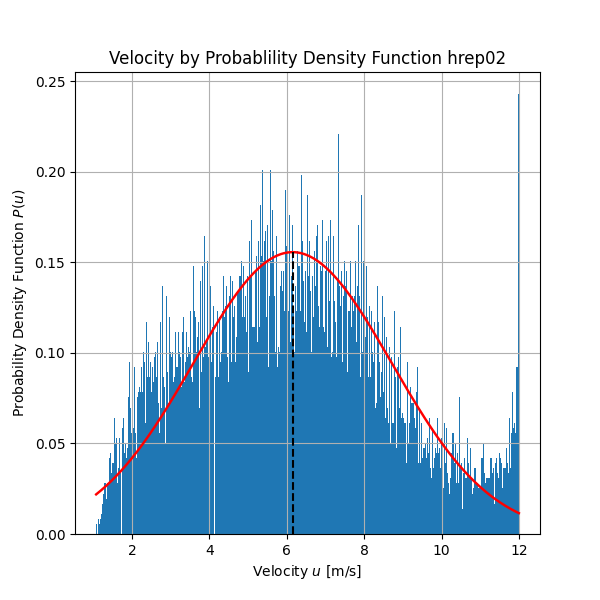 Velocity by Probablility Density Function hrep02
0.25
0.20
0.15
0.10
0.05
0.00
Probability Density Function P(u)
2 4 6 8 10 12
Velocity u [m/s]